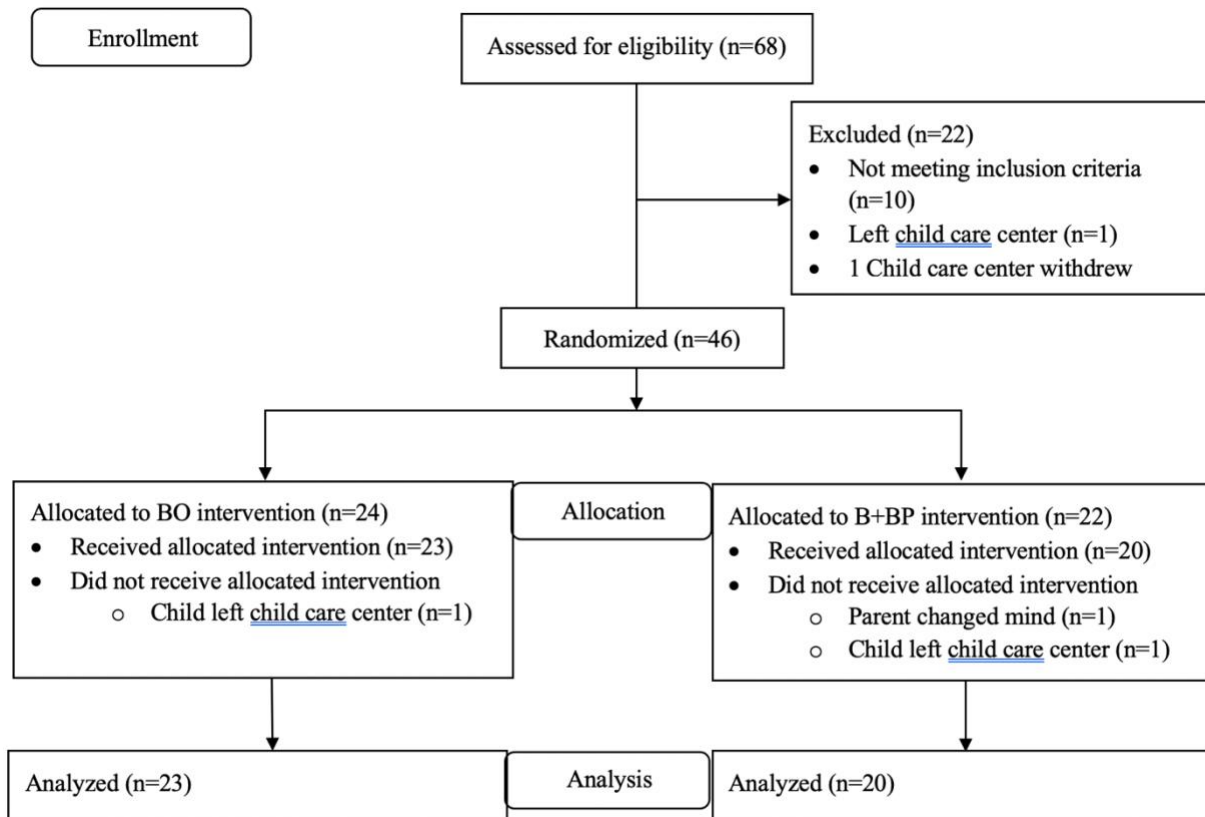 Enrollment
Assessed for eligibility (n=68)
Excluded (n=22)
• Not meeting inclusion criteria
(n=10)
• Left child care center (n=1)
• 1 Child care center withdrew
Randomized (n=46)
Allocated to BO intervention (n=24)
• Received allocated intervention (n=23)
• Did not receive allocated intervention
o Child left child care center (n=1)
Allocation
Allocated to B+BP intervention (n=22)
• Received allocated intervention (n=20)
• Did not receive allocated intervention
o Parent changed mind (n=1)
o Child left child care center (n=1)
Analyzed (n=23)
Analysis
Analyzed (n=20)